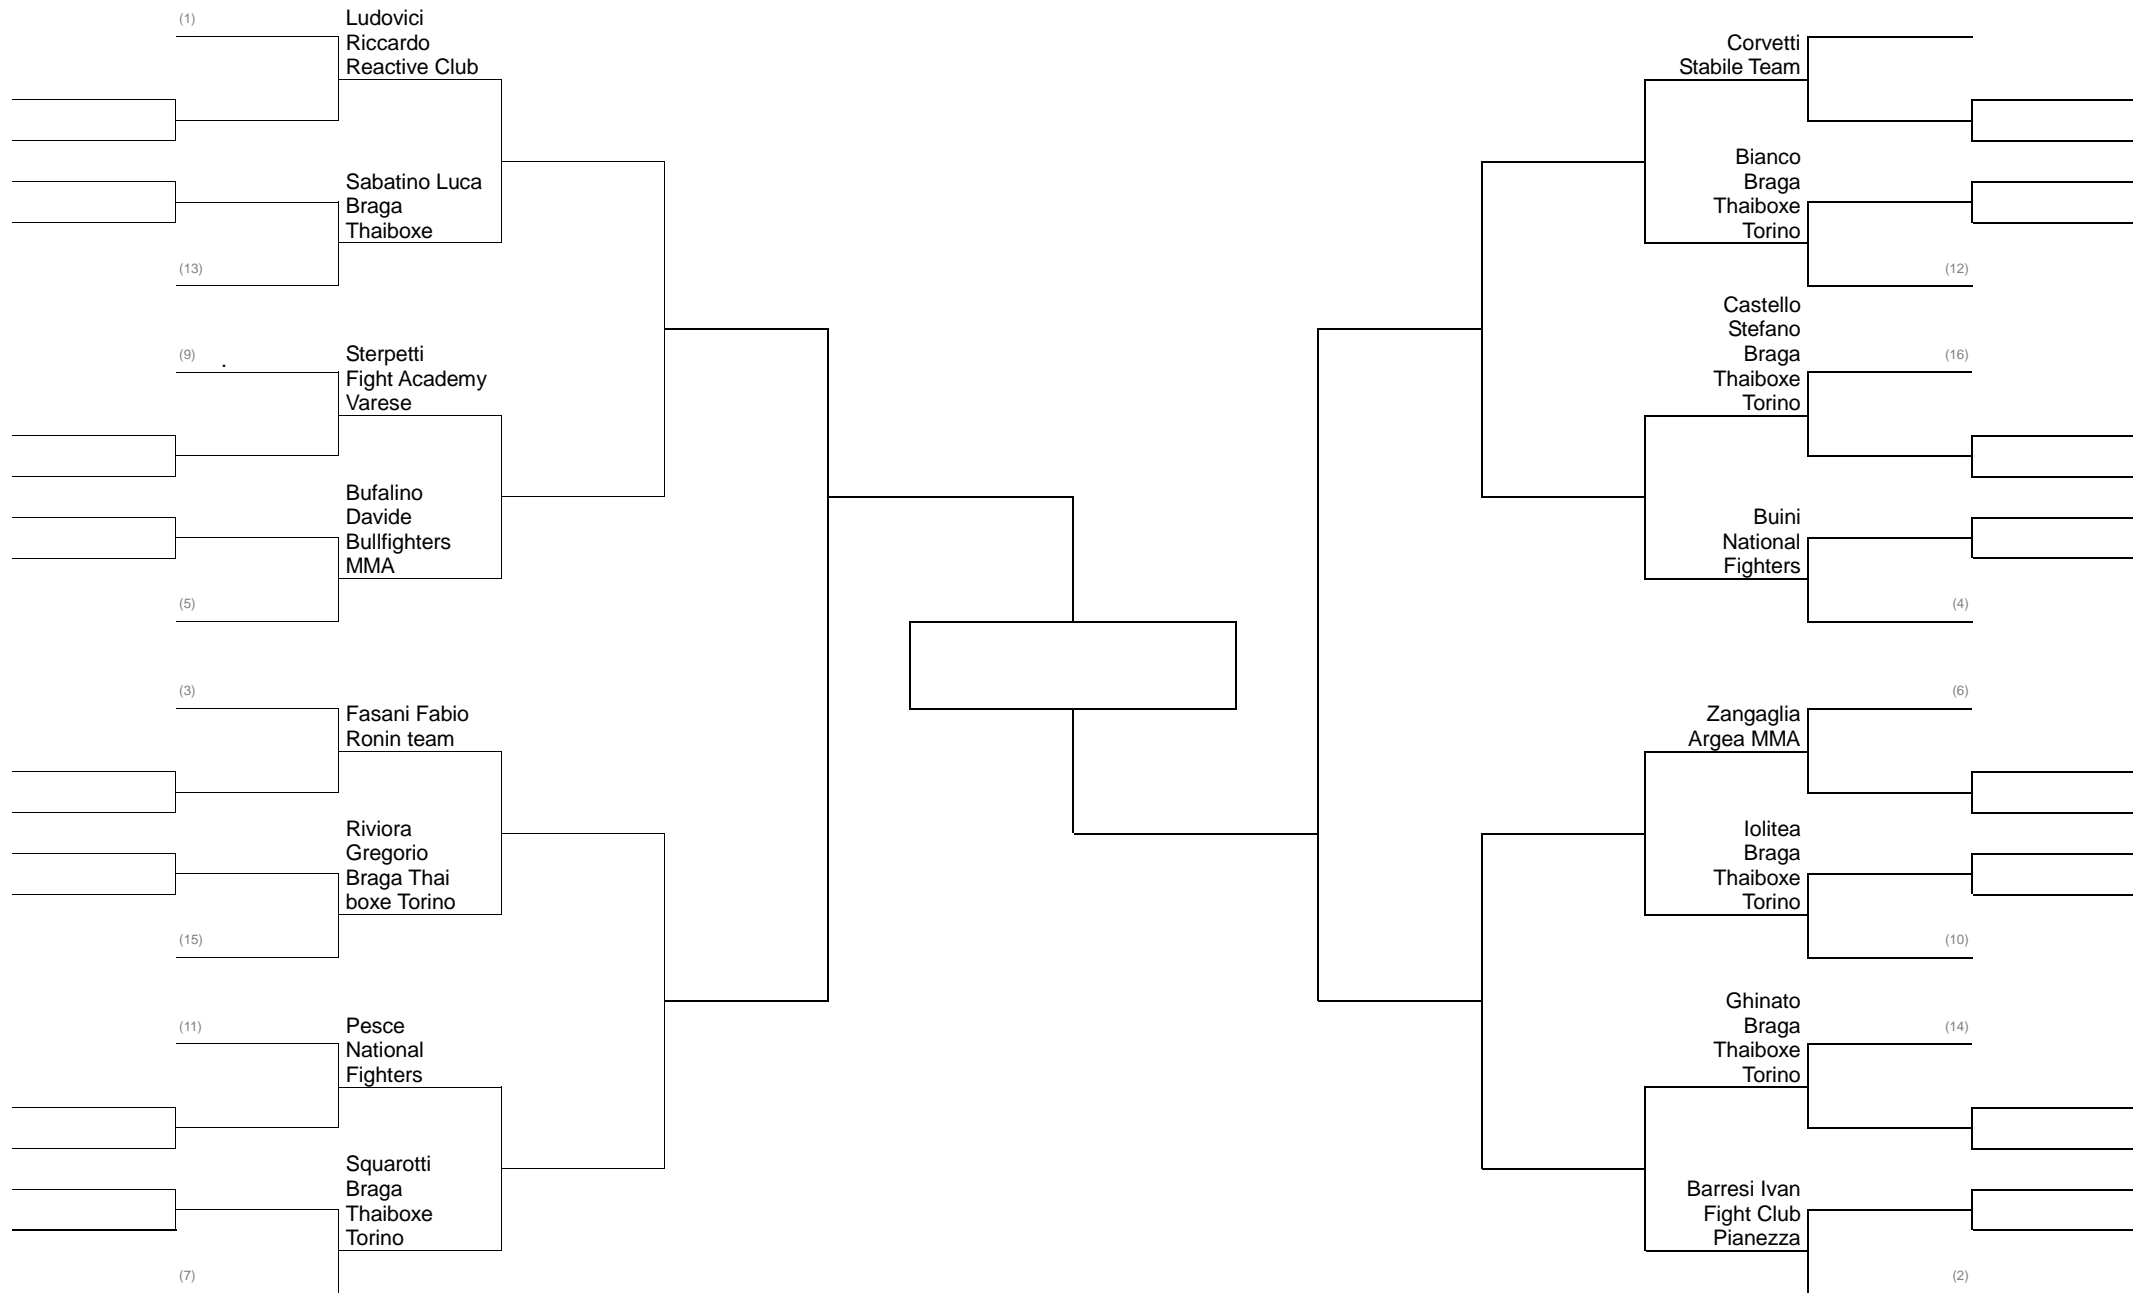 (1)
Ludovici
Riccardo
Reactive Club
Sabatino Luca
Braga
Thaiboxe
(13)
(9)
.
Sterpetti
Fight Academy
Varese
Bufalino
Davide
Bullfighters
MMA
(5)
(3)
Fasani Fabio
Ronin team
Riviora
Gregorio
Braga Thai
boxe Torino
(15)
(11)
Pesce
National
Fighters
Squarotti
Braga
Thaiboxe
Torino
(7)
Corvetti
Stabile Team
Bianco
Braga
Thaiboxe
Torino
(12)
Castello
Stefano
Braga
Thaiboxe
Torino
(16)
Buini
National
Fighters
(4)
(6)
Zangaglia
Argea MMA
Iolitea
Braga
Thaiboxe
Torino
(10)
Ghinato
Braga
Thaiboxe
Torino
(14)
Barresi Ivan
Fight Club
Pianezza
(2)